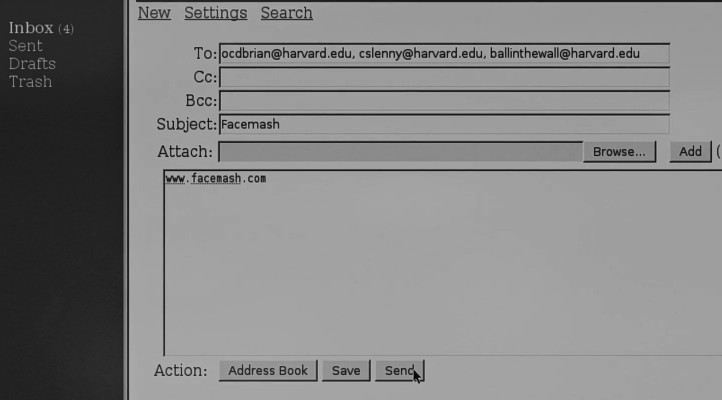 New Settings Search
Inbox (4)
Sent
Drafts
Trash
To: ocdbrian@harvard.edu, cslenny@harvard.edu, ballinthewall@harvard.edu
Cc:
Bcc:
Subject: Facemash
Attach: Browse... Add (
www.facemash.com
Action: Address Book Save Send